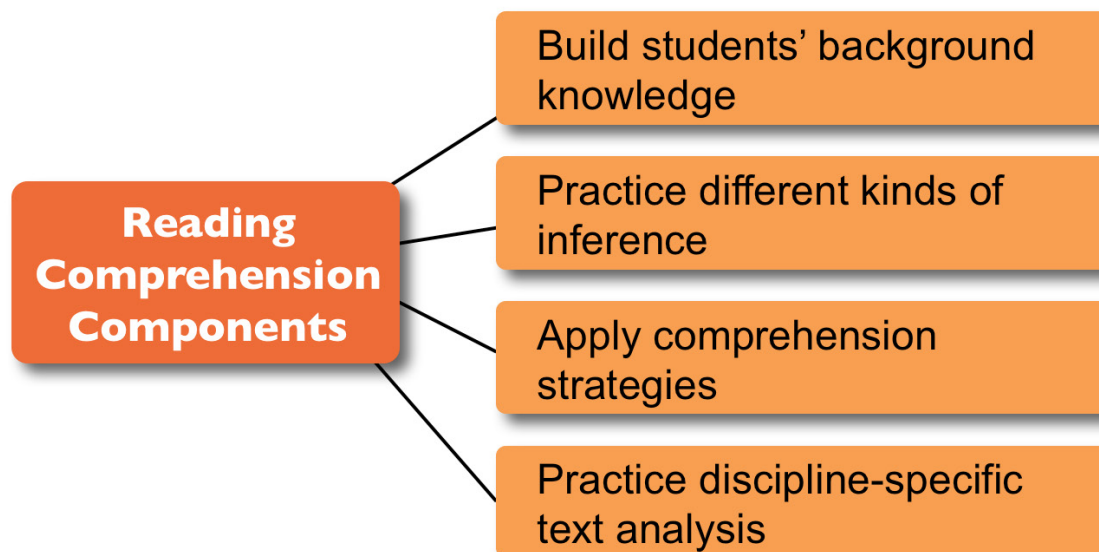 Reading
Comprehension
Components
Build students’ background
knowledge
Practice different kinds of
inference
Apply comprehension
strategies
Practice discipline-specific
text analysis